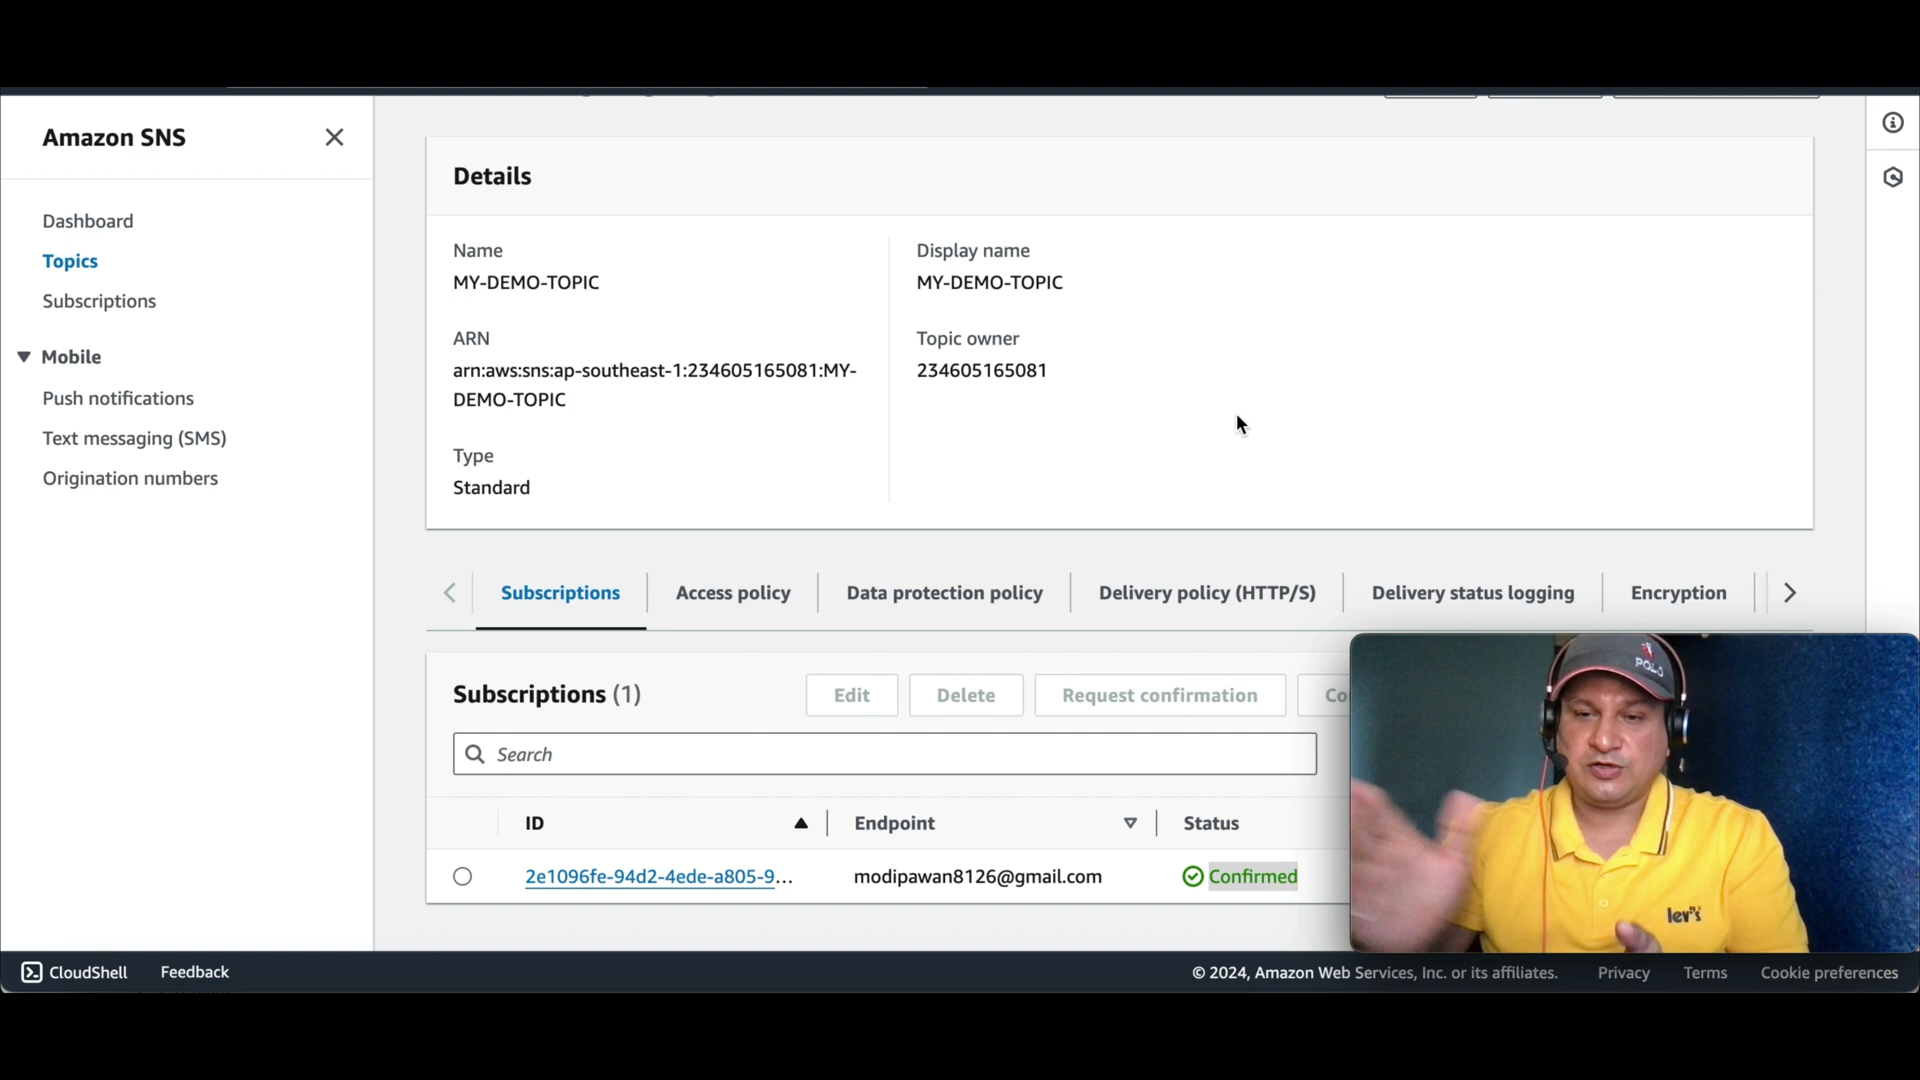 Amazon SNS
Dashboard
Topics
Subscriptions
Mobile
Push notifications
Text messaging (SMS)
Origination numbers
Details
Name
MY-DEMO-TOPIC
Display name
MY-DEMO-TOPIC
ARN
arn:aws:sns:ap-southeast-1:234605165081:MY-
DEMO-TOPIC
Topic owner
234605165081
Type
Standard
Subscriptions
Access policy
Data protection policy
Delivery policy (HTTP/S)
Delivery status logging
Encryption
Subscriptions (1)
Edit
Delete
Request confirmation
Co
Search
ID
Endpoint
Status
2e1096fe-94d2-4ede-a805-9...
modipawan8126@gmail.com
Confirmed
POLO
lev's
CloudShell
Feedback
© 2024, Amazon Web Services, Inc. or its affiliates.
Privacy
Terms
Cookie preferences